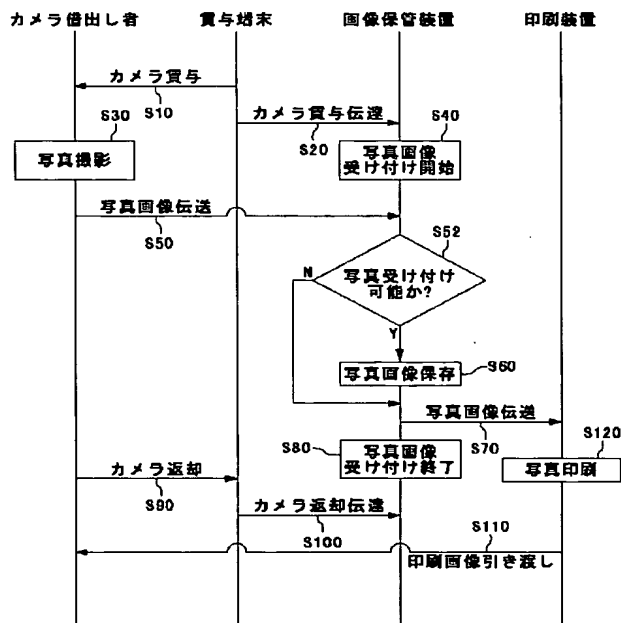 カメラ借出し者
貸与端末
画像保管装置
印刷装置
カメラ貸与
S10
カメラ貸与伝達
S20
S30
写真撮影
S40
写真画像
受け付け開始
写真画像伝送
S50
S52
写真受け付け
可能か?
N
Y
写真画像保存
S60
写真画像伝送
S70
S80
写真画像
受け付け終了
S120
写真印刷
カメラ返却
S90
カメラ返却伝達
S100
S110
印刷画像引き渡し